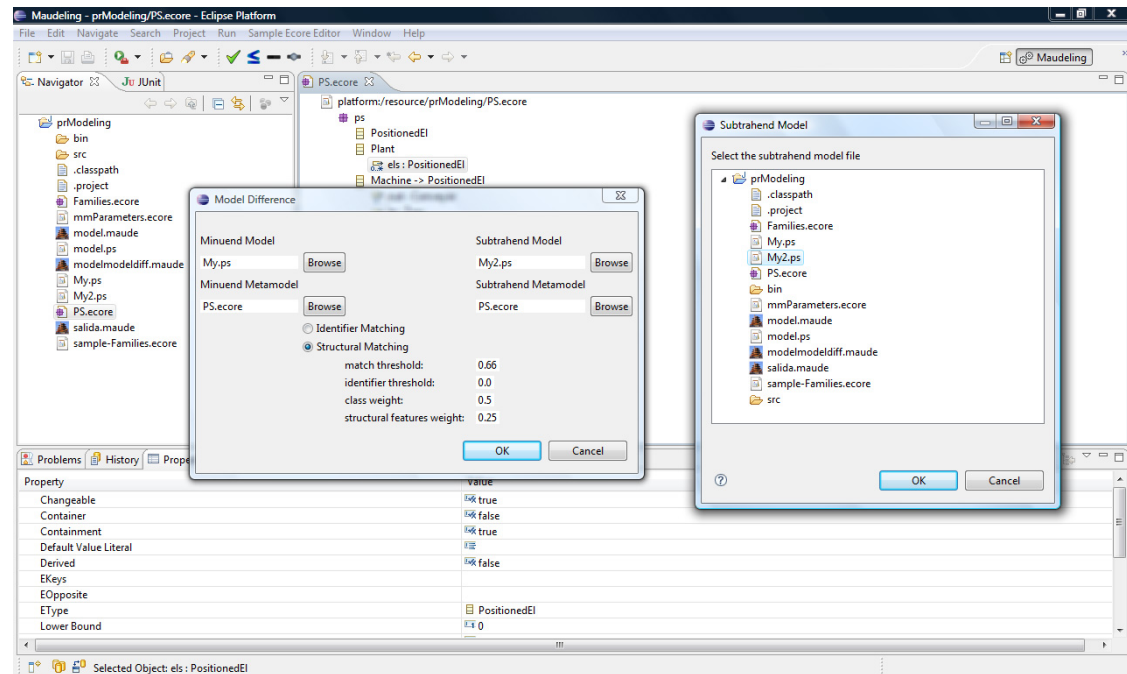 Maudeling - prModeling/PS.ecore - Eclipse Platform
File Edit Navigate Search Project Run Sample Ecore Editor Window Help
Maudeling
Navigator JUnit
PS.ecore
prModeling
bin
src
.classpath
.project
Families.ecore
mmParameters.ecore
model.maude
model.ps
modelmodeldiff.maude
My.ps
My2.ps
PS.ecore
salida.maude
sample-Families.ecore
platform:/resource/prModeling/PS.ecore
ps
PositionedEl
Plant
els : PositionedEl
Machine -> PositionedEl
Model Difference
Minuend Model
Subtrahend Model
My.ps Browse
My2.ps Browse
Minuend Metamodel
Subtrahend Metamodel
PS.ecore Browse
PS.ecore Browse
Identifier Matching
Structural Matching
match threshold: 0.66
identifier threshold: 0.0
class weight: 0.5
structural features weight: 0.25
OK Cancel
Subtrahend Model
Select the subtrahend model file
prModeling
.classpath
.project
Families.ecore
My.ps
My2.ps
PS.ecore
bin
mmParameters.ecore
model.maude
model.ps
modelmodeldiff.maude
salida.maude
sample-Families.ecore
src
OK Cancel
Problems History Prope
Property Value
Changeable true
Container false
Containment true
Default Value Literal
Derived false
EKeys
EOpposite
EType PositionedEl
Lower Bound 0
Selected Object: els : PositionedEl